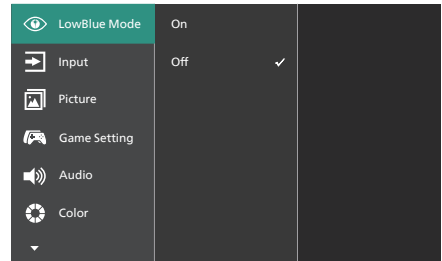 LowBlue Mode
On
Input
Off
Picture
Game Setting
Audio
Color